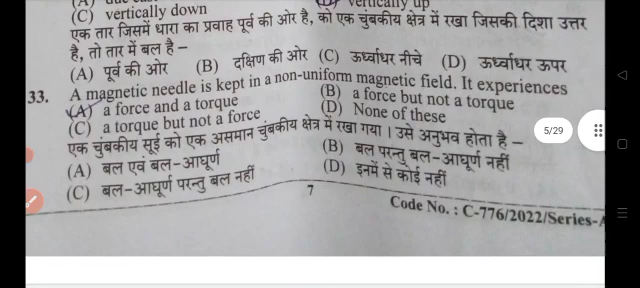 (C) vertically down
vertically up
एक तार जिसमें धारा का प्रवाह पूर्व की ओर है, को एक चुंबकीय क्षेत्र में रखा जिसकी दिशा उत्तर
है, तो तार में बल है –
(A) पूर्व की ओर (B) दक्षिण की ओर (C) ऊर्ध्वाधर नीचे (D) ऊर्ध्वाधर ऊपर
33. A magnetic needle is kept in a non-uniform magnetic field. It experiences
(A) a force and a torque (B) a force but not a torque
(C) a torque but not a force (D) None of these
एक चुंबकीय सूई को एक असमान चुंबकीय क्षेत्र में रखा गया। उसे अनुभव होता है –
(A) बल एवं बल-आघूर्ण (B) बल परन्तु बल-आघूर्ण नहीं
(C) बल-आघूर्ण परन्तु बल नहीं (D) इनमें से कोई नहीं
7
Code No. : C-776/2022/Series-
5/29